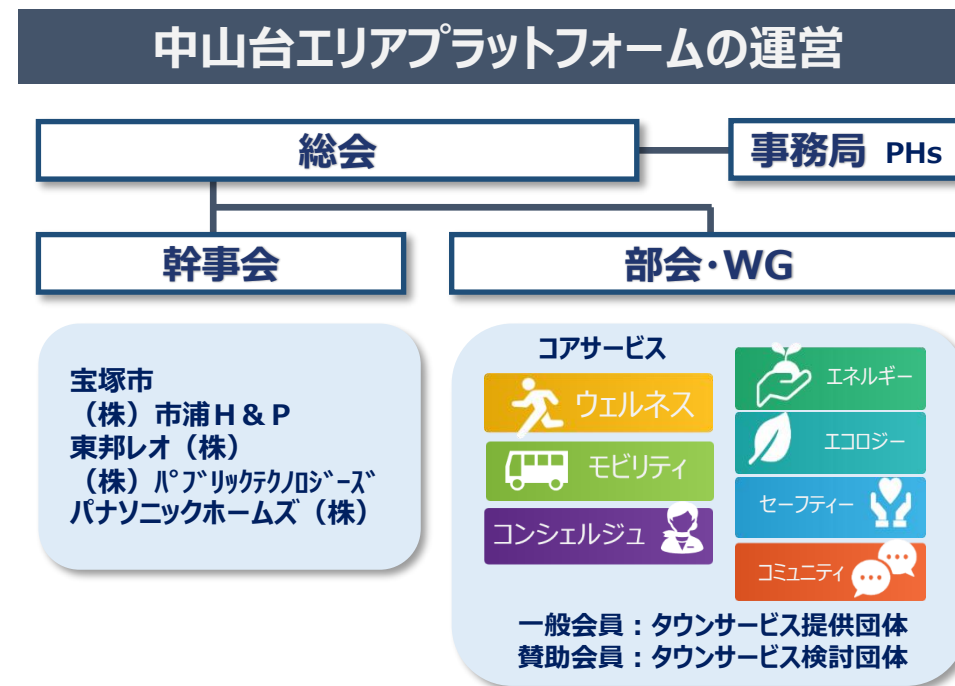 中山台エリアプラットフォームの運営
総会
事務局 PHs
幹事会
部会・WG
宝塚市
（株）市浦H＆P
東邦レオ（株）
（株）ﾊﾟﾌﾞﾘｯｸﾃｸﾉﾛｼﾞｰｽﾞ
パナソニックホームズ（株）
コアサービス
ウェルネス
モビリティ
コンシェルジュ
エネルギー
エコロジー
セーフティー
コミュニティ
一般会員：タウンサービス提供団体
賛助会員：タウンサービス検討団体